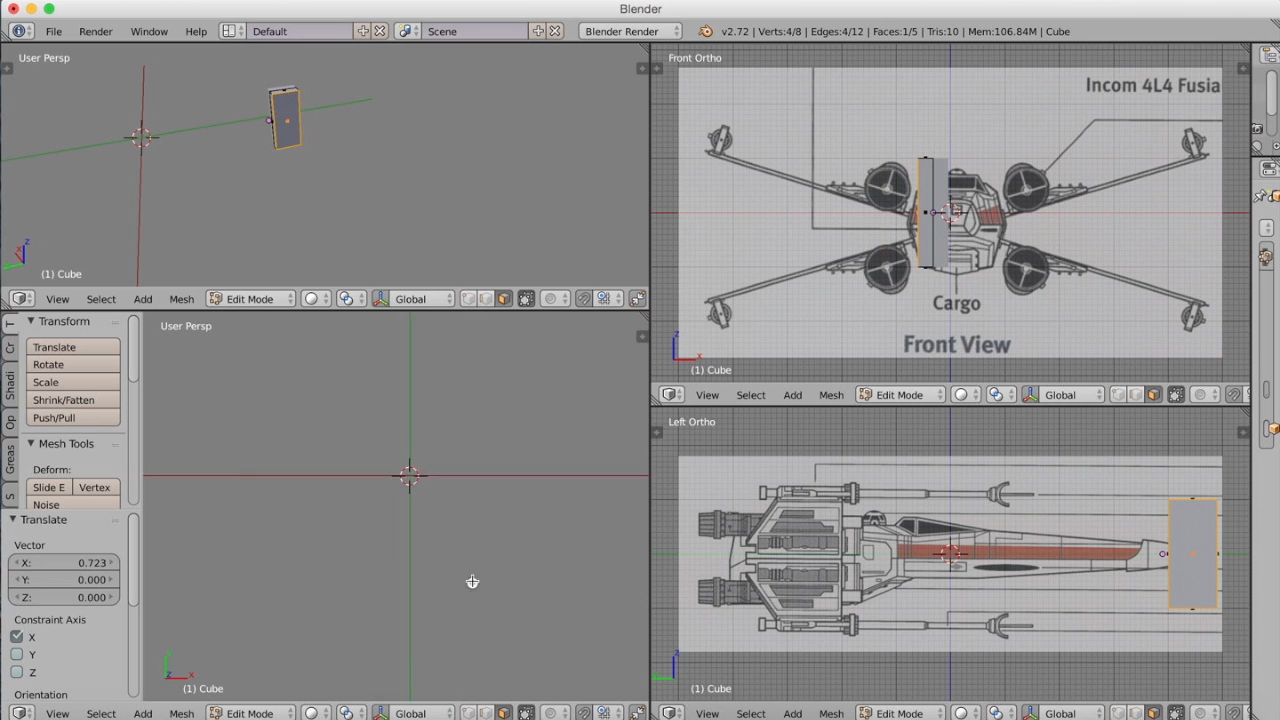 Blender
File Render Window Help Default Scene Blender Render v2.72 | Verts:4/8 | Edges:4/12 | Faces:1/5 | Tris:10 | Mem:106.84M | Cube
User Persp
(1) Cube
View Select Add Mesh Edit Mode Global
Front Ortho
Incom 4L4 Fusia
Cargo
Front View
z
x
(1) Cube
View Select Add Mesh Edit Mode Global
T
Cr
Shadi
Op
Greas
S
Transform
Translate
Rotate
Scale
Shrink/Fatten
Push/Pull
Mesh Tools
Deform:
Slide E Vertex
Noise
Translate
Vector
X: 0.723
Y: 0.000
Z: 0.000
Constraint Axis
X
Y
Z
Orientation
User Persp
y
z x
(1) Cube
View Select Add Mesh Edit Mode Global
Left Ortho
z
(1) Cube
View Select Add Mesh Edit Mode Global